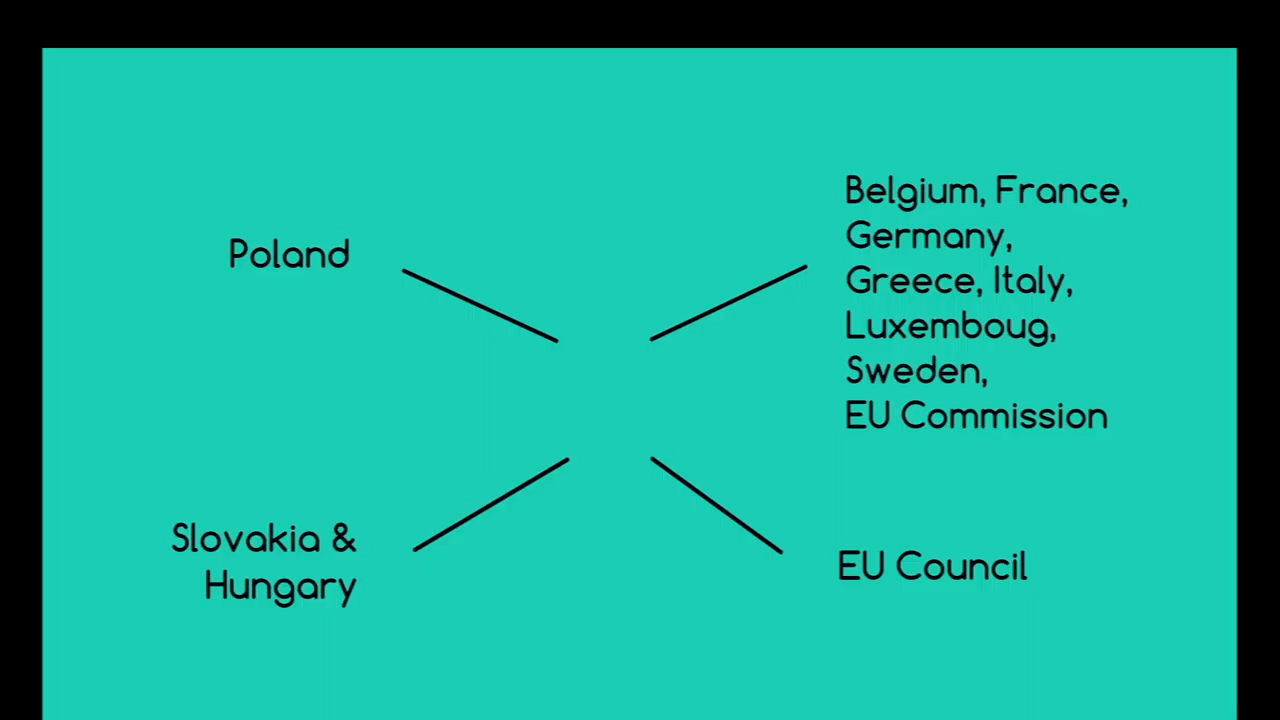 Poland
Belgium, France,
Germany,
Greece, Italy,
Luxemboug,
Sweden,
EU Commission
Slovakia &
Hungary
EU Council